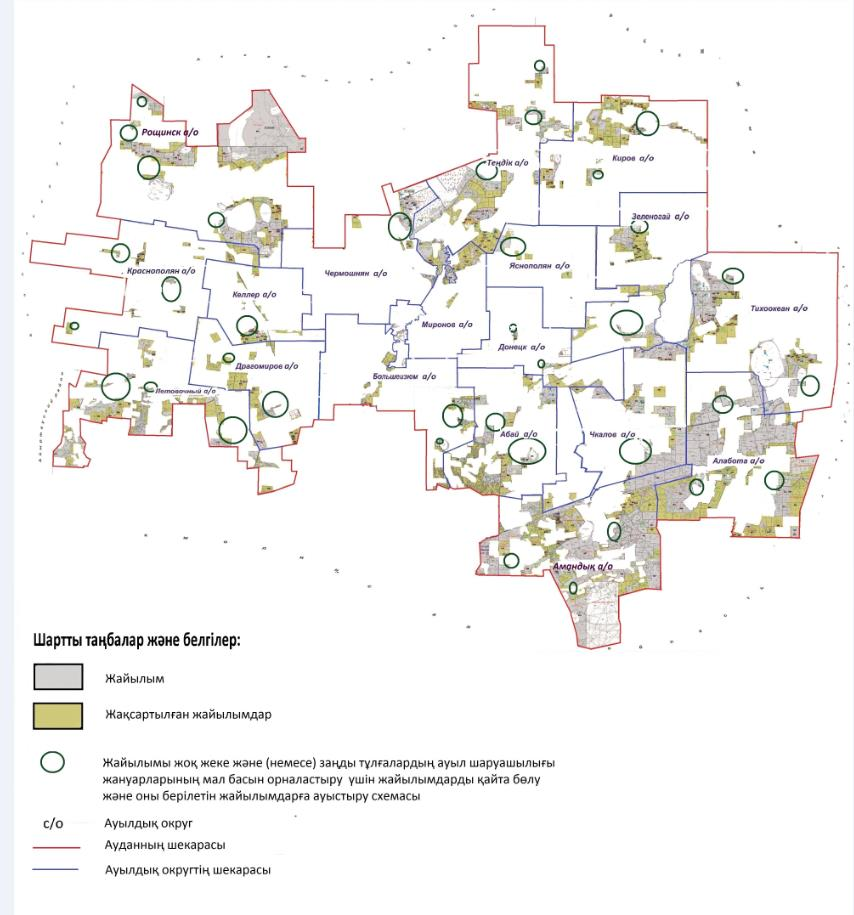 Рощинск а/о
Теңдік а/о
Киров а/о
Зеленогай а/о
Яснополян а/о
Краснополян а/о
Чермошнян а/о
Келлер а/о
Тихоокеан а/о
Миронов а/о
Донецк а/о
Драгомиров а/о
Большеизюм а/о
Летовочный а/о
Абай а/о
Чкалов а/о
Алабота а/о
Амандық а/о
Шартты таңбалар және белгілер:
Жайылым
Жақсартылған жайылымдар
Жайылымы жоқ жеке және (немесе) заңды тұлғалардың ауыл шаруашылығы
жануарларының мал басын орналастыру үшін жайылымдарды қайта бөлу
және оны берілетін жайылымдарға ауыстыру схемасы
с/о Ауылдық округ
Ауданның шекарасы
Ауылдық округтің шекарасы